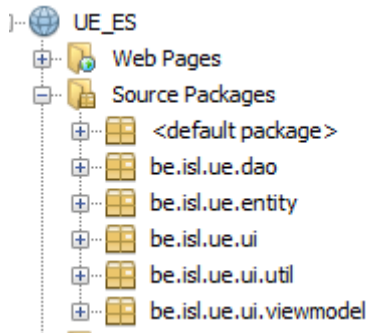 UE_ES
Web Pages
Source Packages
<default package>
be.isl.ue.dao
be.isl.ue.entity
be.isl.ue.ui
be.isl.ue.ui.util
be.isl.ue.ui.viewmodel